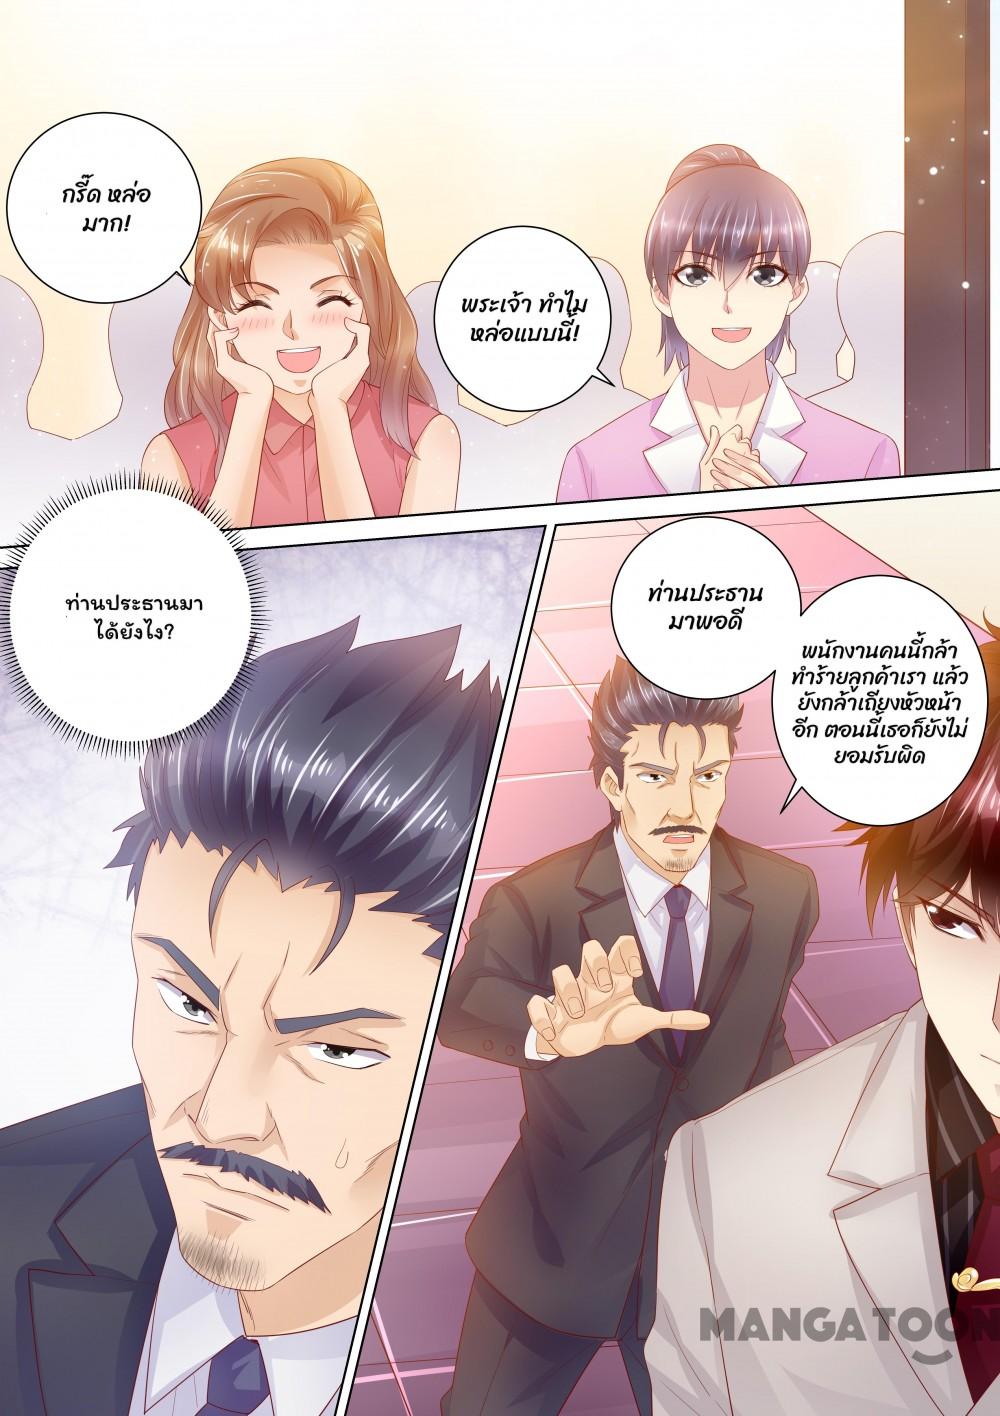 กรี๊ด หล่อ
มาก!
พระเจ้า ทำไม
หล่อแบบนี้!
ท่านประธานมา
ได้ยังไง?
ท่านประธาน
มาพอดี
พนักงานคนนี้กล้า
ทำร้ายลูกค้าเรา แล้ว
ยังกล้าเถียงหัวหน้า
อีก ตอนนี้เธอก็ยังไม่
ยอมรับผิด
MANGATOON